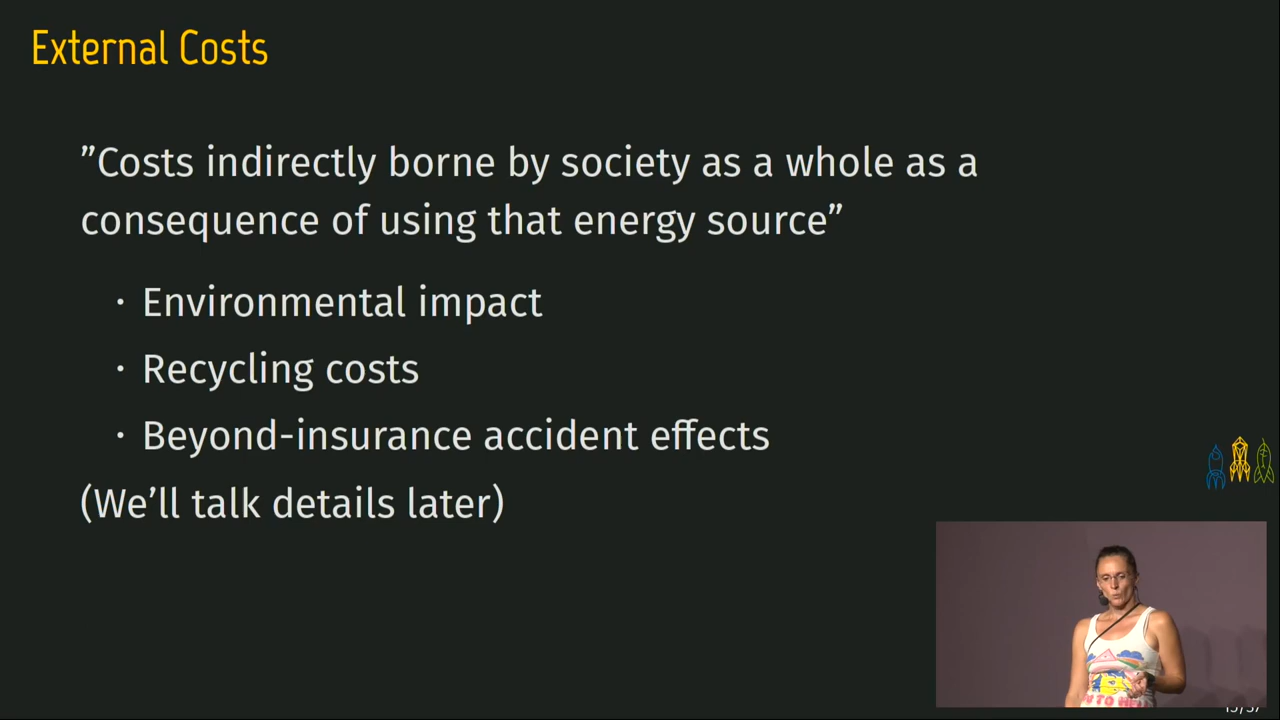 External Costs
”Costs indirectly borne by society as a whole as a
consequence of using that energy source”
· Environmental impact
· Recycling costs
· Beyond-insurance accident effects
(We’ll talk details later)